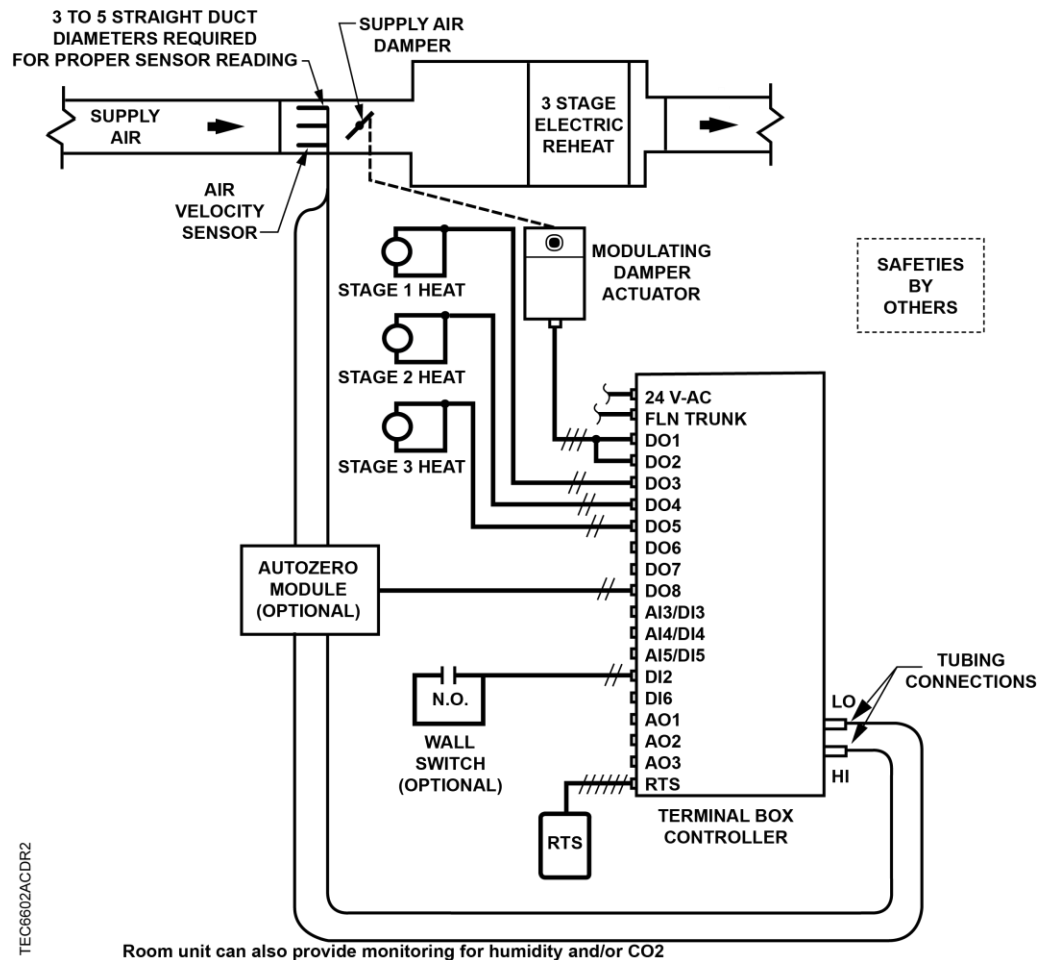 3 TO 5 STRAIGHT DUCT
DIAMETERS REQUIRED
FOR PROPER SENSOR READING
SUPPLY AIR
DAMPER
SUPPLY
AIR
3 STAGE
ELECTRIC
REHEAT
AIR
VELOCITY
SENSOR
STAGE 1 HEAT
MODULATING
DAMPER
ACTUATOR
SAFETIES
BY
OTHERS
STAGE 2 HEAT
STAGE 3 HEAT
24 V-AC
FLN TRUNK
DO1
DO2
DO3
DO4
DO5
DO6
DO7
DO8
AI3/DI3
AI4/DI4
AI5/DI5
DI2
DI6
AO1
AO2
AO3
RTS
AUTOZERO
MODULE
(OPTIONAL)
N.O.
WALL
SWITCH
(OPTIONAL)
TUBING
CONNECTIONS
LO
HI
TERMINAL BOX
CONTROLLER
RTS
TEC6602ACDR2
Room unit can also provide monitoring for humidity and/or CO2